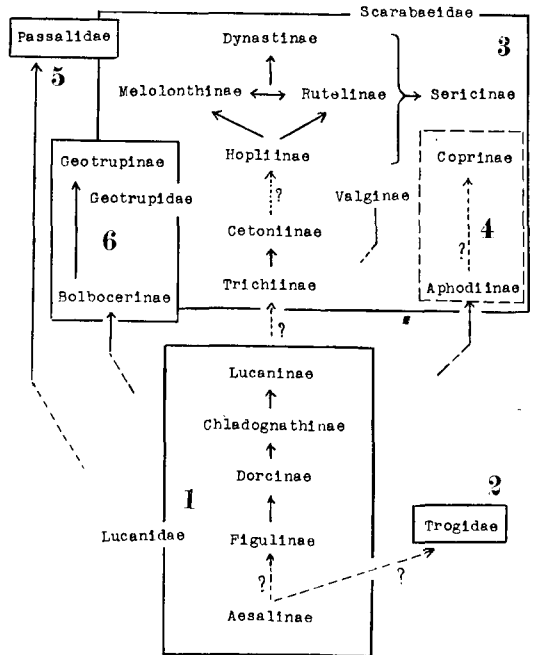 Scarabaeidae
Passalidae
Dynastinae
3
5
Melolonthinae
Rutelinae
Sericinae
Geotrupinae
Hopliinae
Coprinae
Geotrupidae
?
Valginae
6
Cetoniinae
4
?
Bolbocerinae
Trichiinae
Aphodiinae
?
Lucaninae
Chladognathinae
Dorcinae
1
2
Lucanidae
Figulinae
Trogidae
?
?
Aesalinae